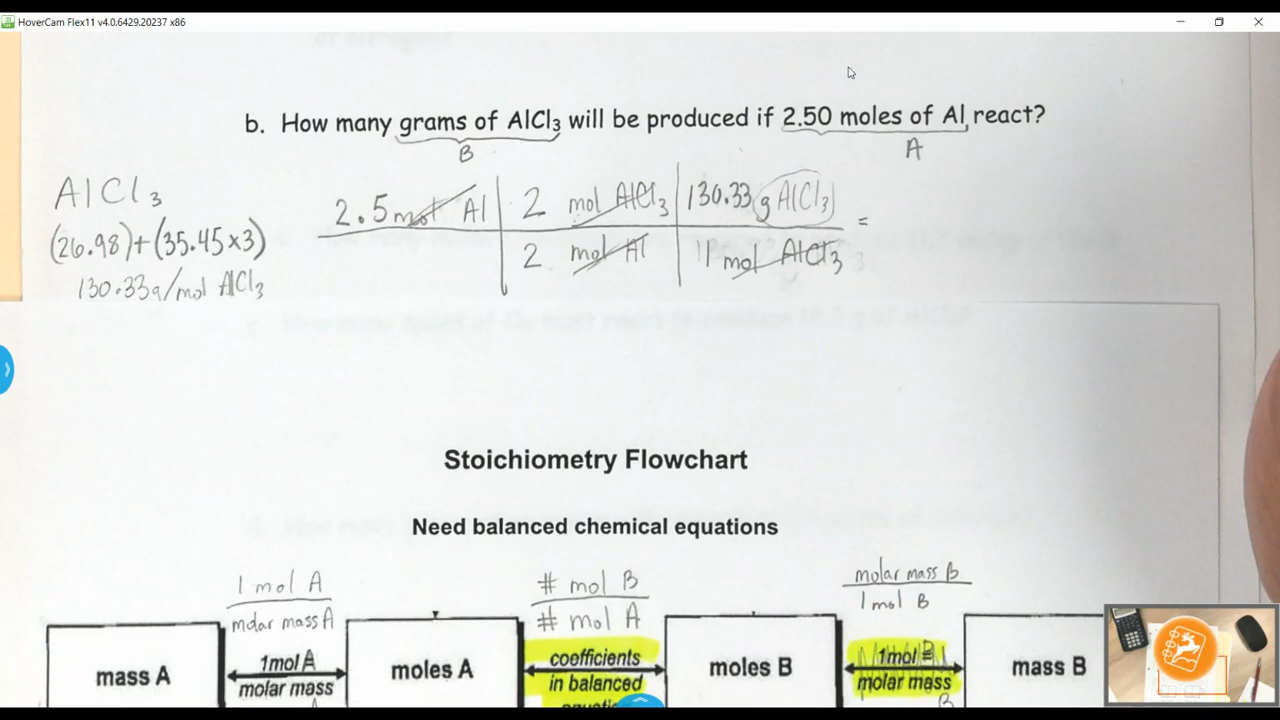 HoverCam Flex11 v4.0.6429.20237 x86
b. How many grams of AlCl3 will be produced if 2.50 moles of Al react?
B
A
AlCl3
(26.98)+(35.45x3)
130.33g/mol AlCl3
2.5 mol Al | 2 mol AlCl3 | 130.33 g AlCl3 =
2 mol Al | 1 mol AlCl3
Stoichiometry Flowchart
Need balanced chemical equations
1 mol A
molar mass A
# mol B
# mol A
molar mass B
1 mol B
mass A
1mol A
molar mass
moles A
coefficients
in balanced
moles B
1mol B
molar mass
B
mass B